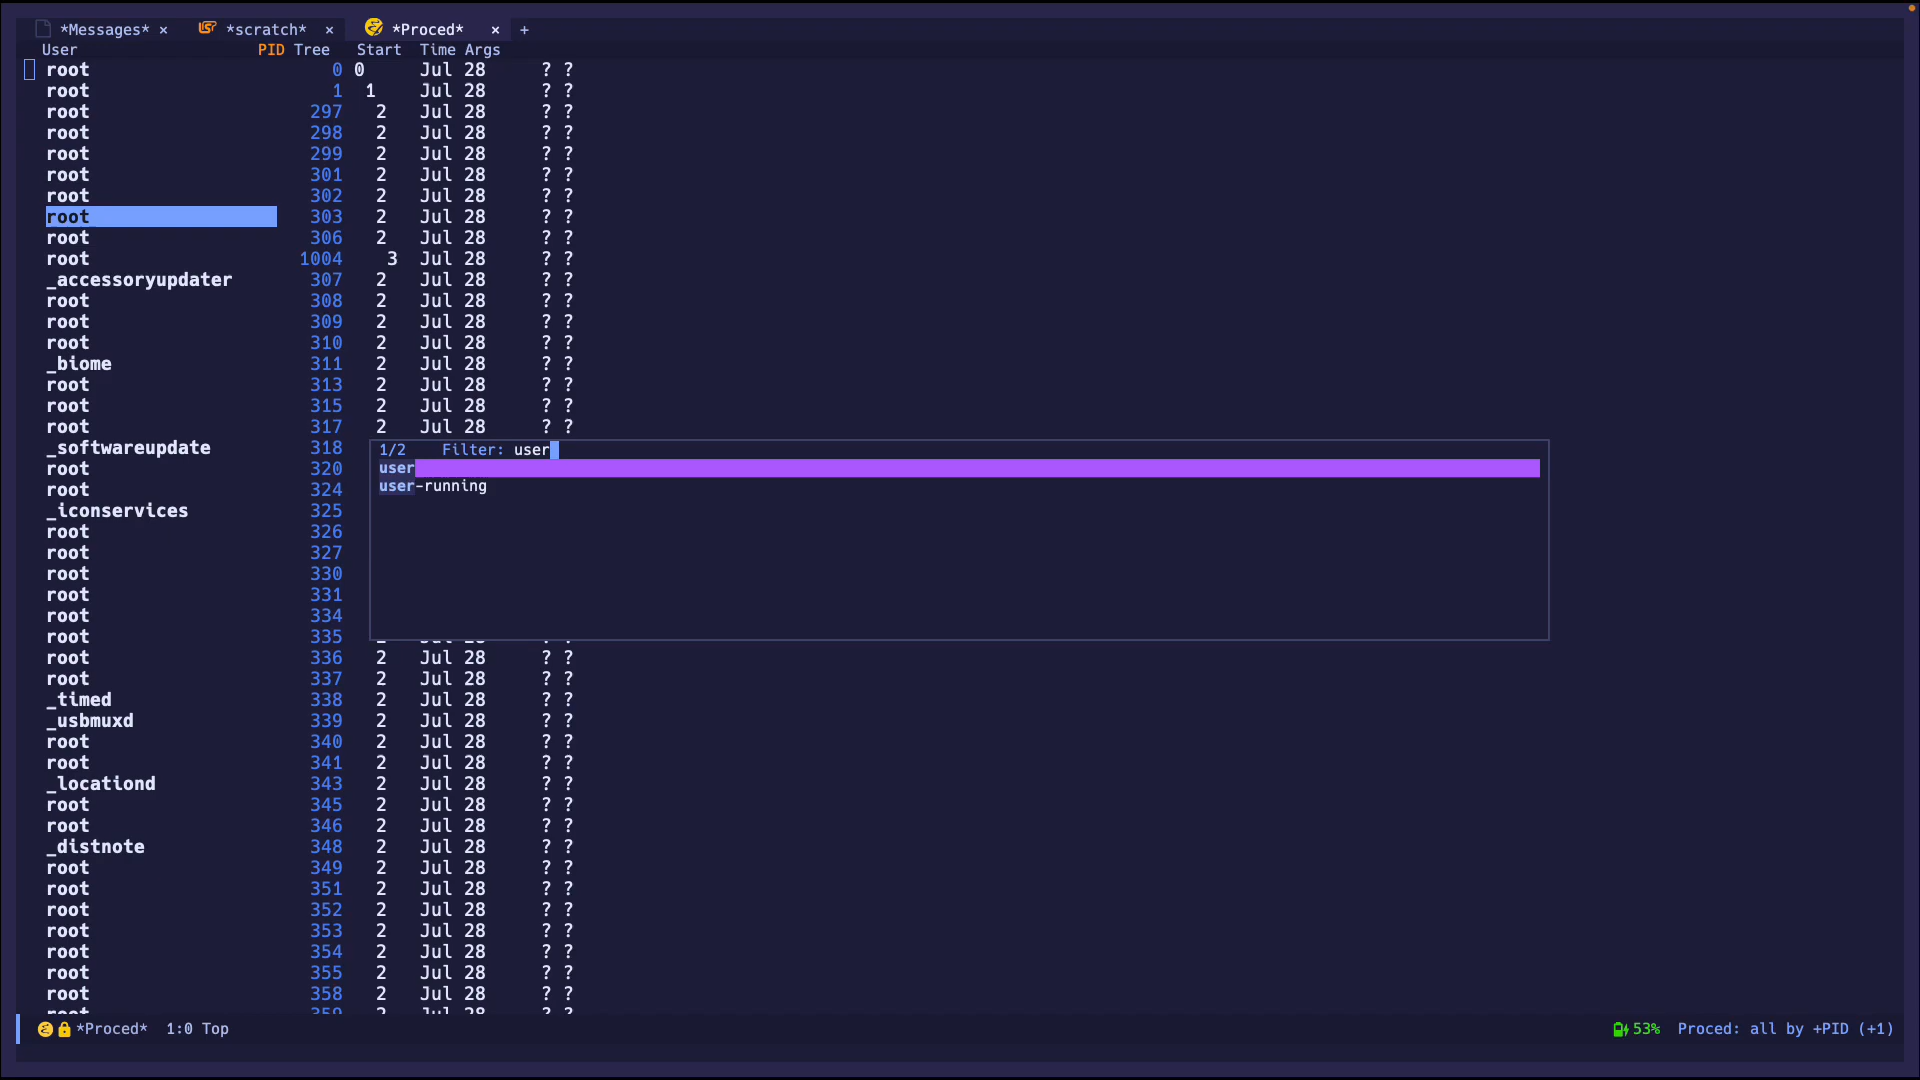 *Messages* × *scratch* × *Proced* × +
User PID Tree Start Time Args
root 0 0 Jul 28 ? ?
root 1 1 Jul 28 ? ?
root 297 2 Jul 28 ? ?
root 298 2 Jul 28 ? ?
root 299 2 Jul 28 ? ?
root 301 2 Jul 28 ? ?
root 302 2 Jul 28 ? ?
root 303 2 Jul 28 ? ?
root 306 2 Jul 28 ? ?
root 1004 3 Jul 28 ? ?
_accessoryupdater 307 2 Jul 28 ? ?
root 308 2 Jul 28 ? ?
root 309 2 Jul 28 ? ?
root 310 2 Jul 28 ? ?
_biome 311 2 Jul 28 ? ?
root 313 2 Jul 28 ? ?
root 315 2 Jul 28 ? ?
root 317 2 Jul 28 ? ?
_softwareupdate 318
root 320
root 324
_iconservices 325
root 326
root 327
root 330
root 331
root 334
root 335
1/2 Filter: user
user
user-running
root 336 2 Jul 28 ? ?
root 337 2 Jul 28 ? ?
_timed 338 2 Jul 28 ? ?
_usbmuxd 339 2 Jul 28 ? ?
root 340 2 Jul 28 ? ?
root 341 2 Jul 28 ? ?
_locationd 343 2 Jul 28 ? ?
root 345 2 Jul 28 ? ?
root 346 2 Jul 28 ? ?
_distnote 348 2 Jul 28 ? ?
root 349 2 Jul 28 ? ?
root 351 2 Jul 28 ? ?
root 352 2 Jul 28 ? ?
root 353 2 Jul 28 ? ?
root 354 2 Jul 28 ? ?
root 355 2 Jul 28 ? ?
root 358 2 Jul 28 ? ?
*Proced* 1:0 Top 53% Proced: all by +PID (+1)